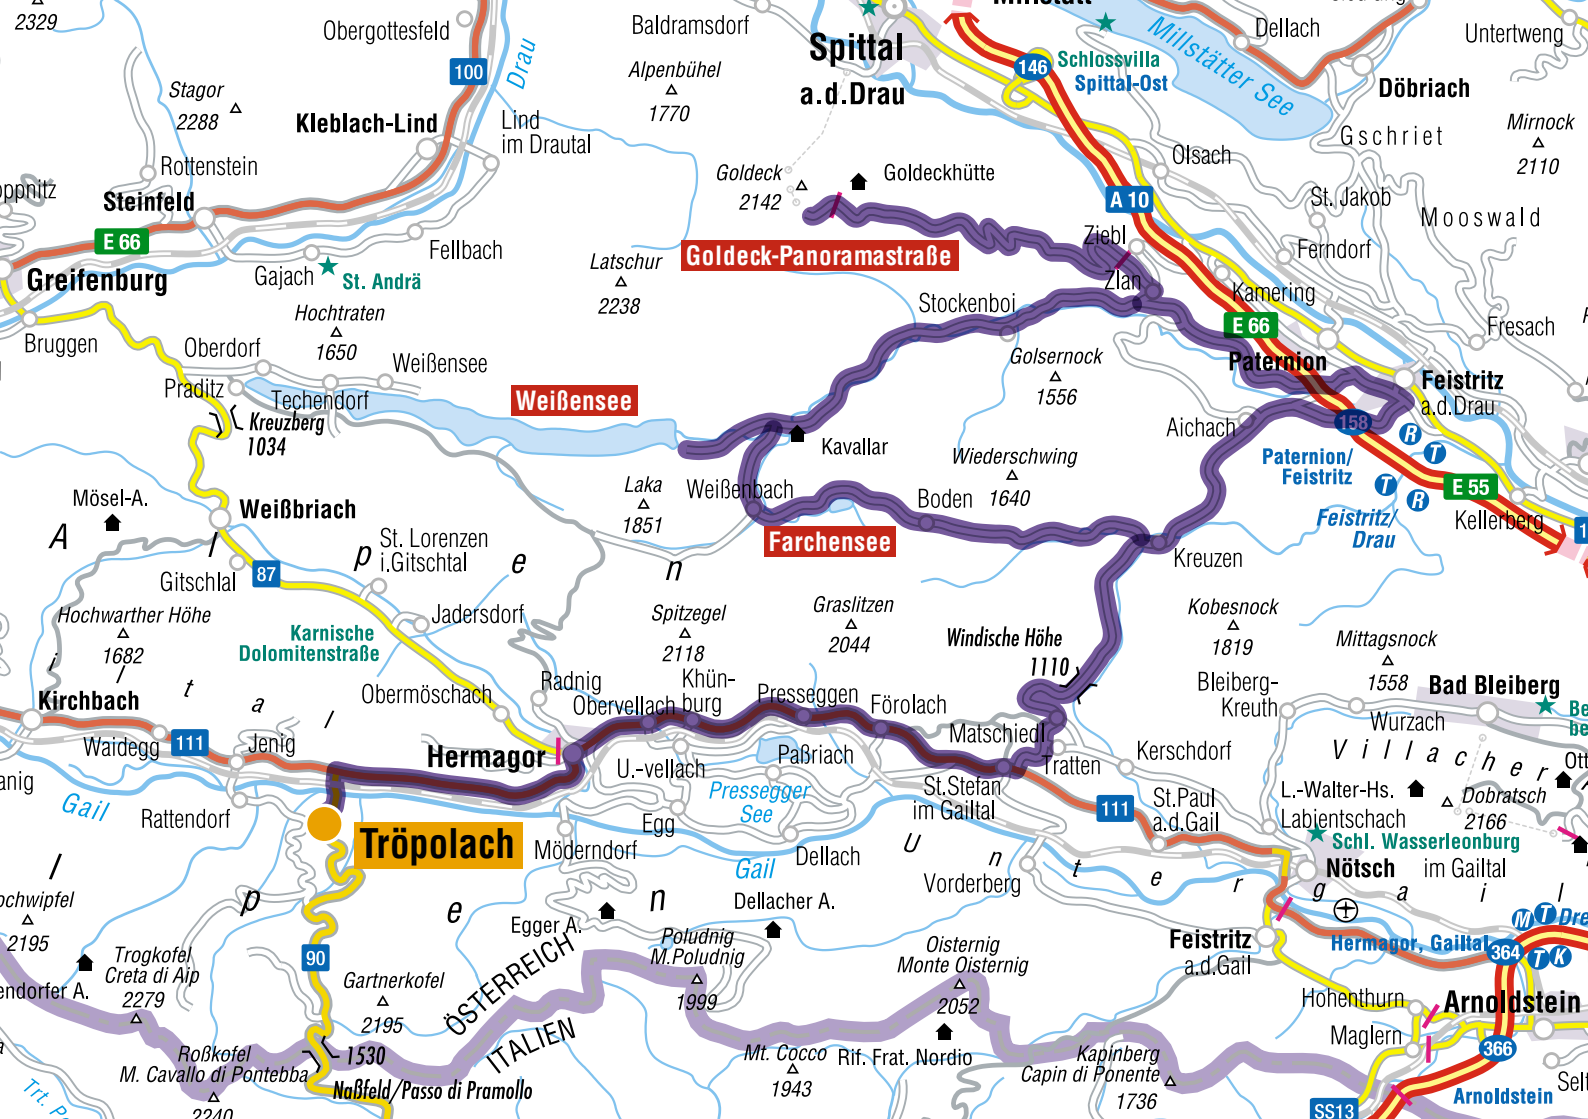 2329
Obergottesfeld
Baldramsdorf
Spittal
a.d.Drau
Dellach
Untertweng
Schlossvilla
Spittal-Ost
Millstätter See
Döbriach
Gschriet
Mirnock
2110
146
100
Drau
Stagor
2288
Kleblach-Lind
Lind
im Drautal
Alpenbühel
1770
Rottenstein
Steinfeld
E 66
Greifenburg
Fellbach
Gajach
St. Andrä
Goldeck
2142
Goldeckhütte
A 10
Olsach
St. Jakob
Mooswald
Ferndorf
Ziebl
Zlan
Goldeck-Panoramastraße
Latschur
2238
Stockenboi
Kamering
E 66
Fresach
Bruggen
Hochtraten
1650
Oberdorf
Weißensee
Praditz
Techendorf
Kreuzberg
1034
Weißensee
Golsernock
1556
Paternion
Feistritz
a.d.Drau
158
Aichach
Paternion/
Feistritz
R
T
T
R
E 55
Kellerberg
Feistritz/
Drau
Kavallar
Wiederschwing
1640
Laka
1851
Weißenbach
Boden
Farchensee
Kreuzen
Mösel-A.
Weißbriach
A l p e n
St. Lorenzen
i.Gitschtal
Gitschtal
87
Jadersdorf
Hochwarther Höhe
1682
Karnische
Dolomitenstraße
Spitzegel
2118
Graslitzen
2044
Windische Höhe
1110
Kobesnock
1819
Mittagsnock
1558
Bleiberg-
Kreuth
Bad Bleiberg
Wurzach
Kirchbach
Waidegg
111
Jenig
Obermöschach
Radnig
Obervellach
Khün-
burg
Presseggen
Förolach
Matschiedl
Hermagor
U.-vellach
Paßriach
Tratten
Kerschdorf
Villacher
Gail
Rattendorf
Tröpolach
Möderndorf
Egg
Pressegger
See
Dellach
Gail
St.Stefan
im Gailtal
111
St.Paul
a.d.Gail
L.-Walter-Hs.
Labientschach
Dobratsch
2166
Schl. Wasserleonburg
Nötsch
im Gailtal
Vorderberg
U n t e r g a i l
2195
Trogkofel
Creta di Aip
2279
90
Gartnerkofel
2195
Egger A.
ÖSTERREICH
ITALIEN
Poludnig
M.Poludnig
1999
Dellacher A.
Oisternig
Monte Oisternig
2052
Feistritz
a.d.Gail
Hermagor, Gailtal
364
M
T
T
K
Hohenthurn
Arnoldstein
Maglern
366
Arnoldstein
SS13
Roßkofel
M. Cavallo di Pontebba
2240
1530
Naßfeld/Passo di Pramollo
Mt. Cocco
1943
Rif. Frat. Nordio
Kapinberg
Capin di Ponente
1736